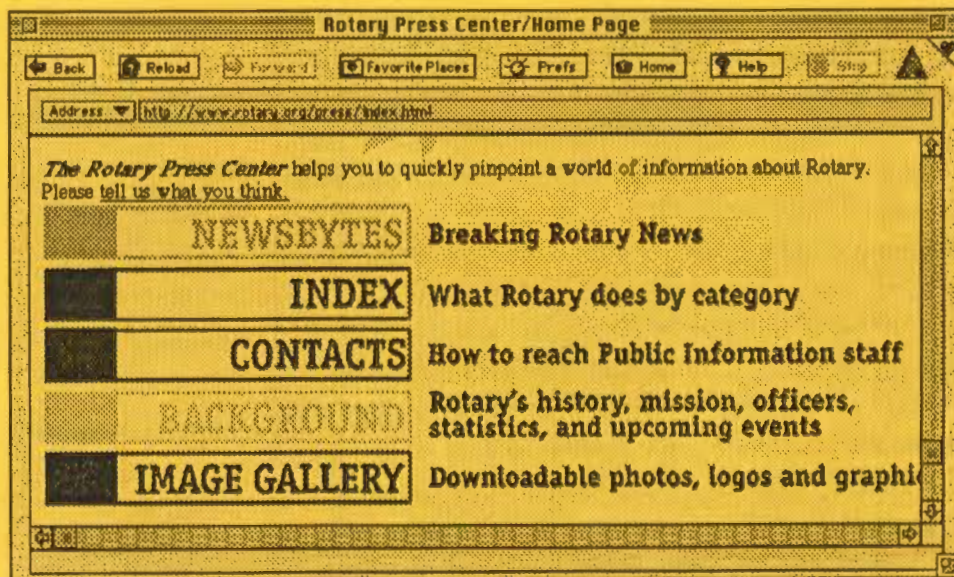 Rotary Press Center/Home Page
Back Reload Forward Favorite Places Prefs Home Help Stop
Address http://www.rotary.org/press/index.html
The Rotary Press Center helps you to quickly pinpoint a world of information about Rotary.
Please tell us what you think.
NEWSBYTES Breaking Rotary News
INDEX What Rotary does by category
CONTACTS How to reach Public Information staff
BACKGROUND Rotary's history, mission, officers,
statistics, and upcoming events
IMAGE GALLERY Downloadable photos, logos and graphic